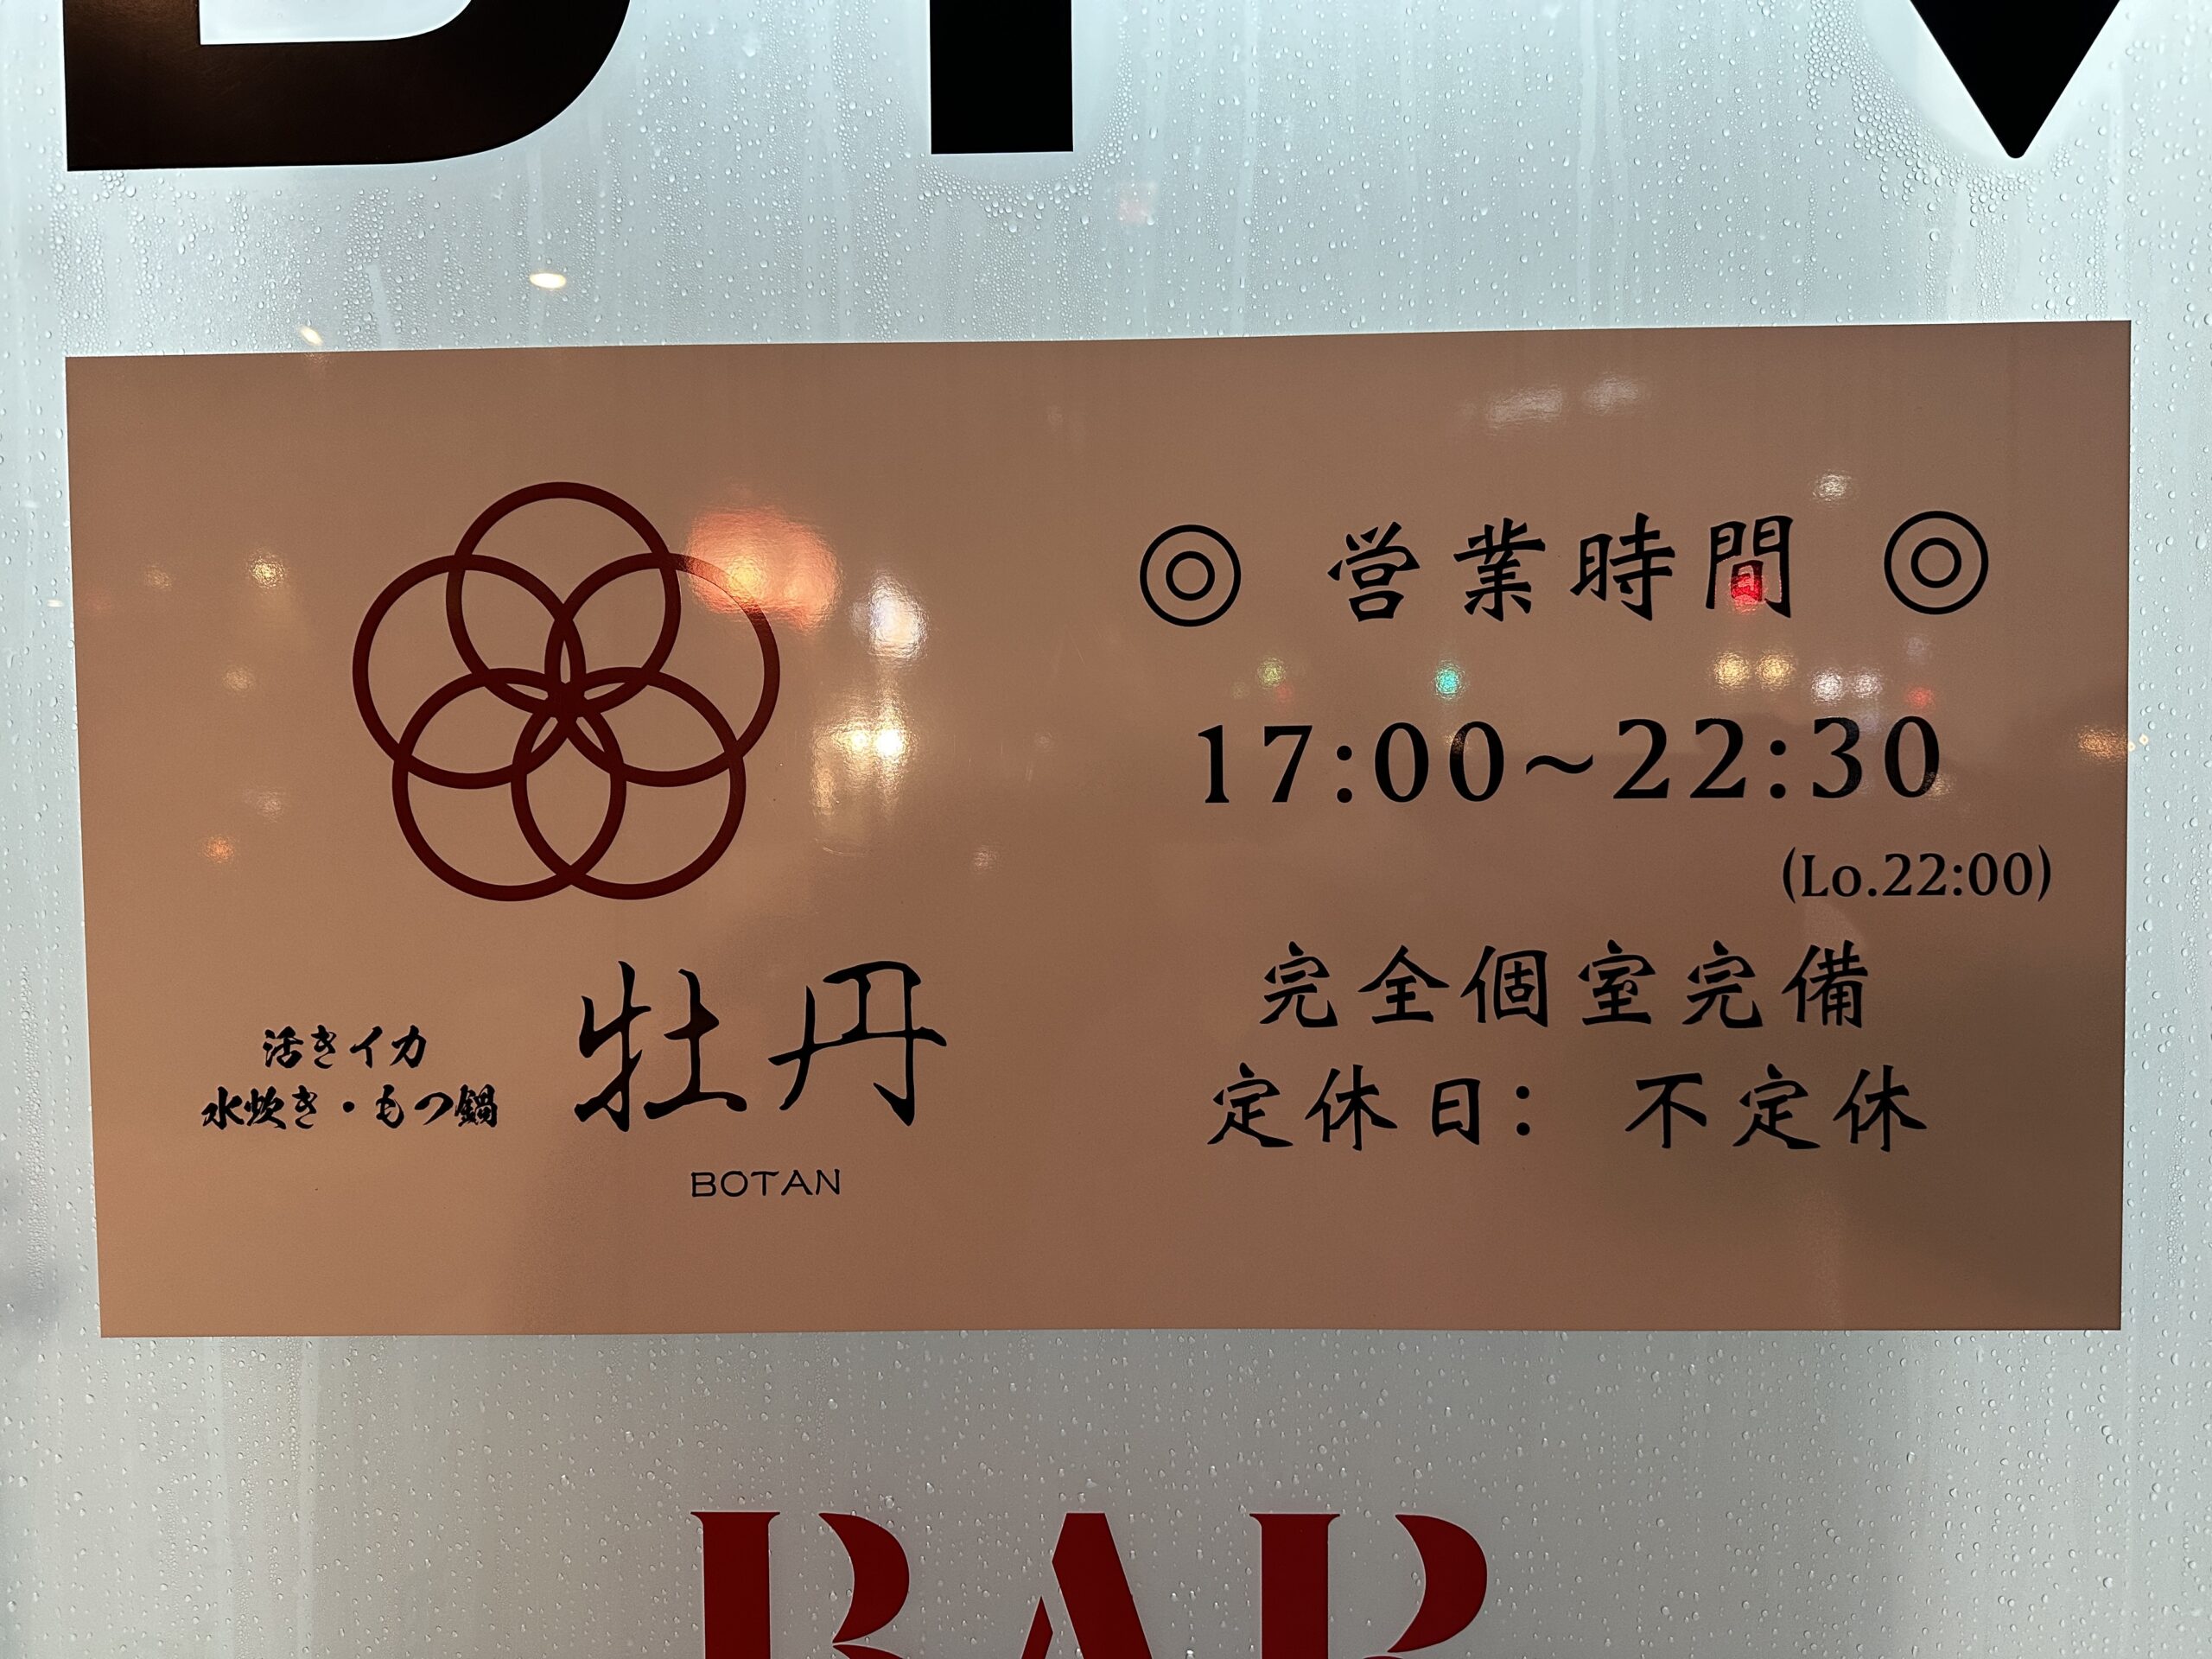 ◎ 営業時間 ◎
17:00~22:30
(Lo.22:00)
完全個室完備
定休日: 不定休
活きイカ
水炊き・もつ鍋
牡丹
BOTAN
BAR